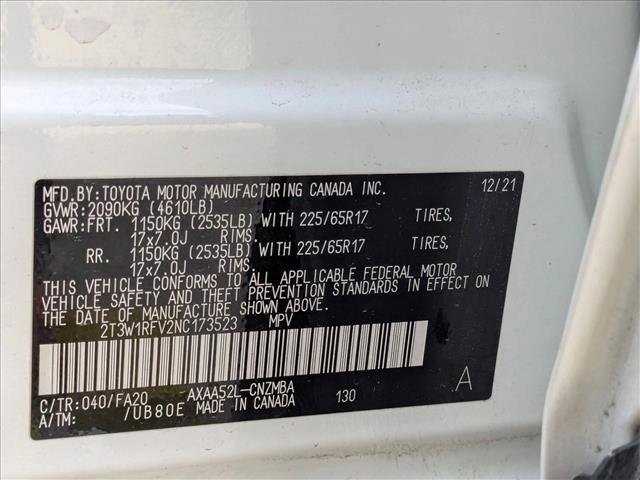 MFD.BY:TOYOTA MOTOR MANUFACTURING CANADA INC. 12/21
GVWR:2090KG (4610LB)
GAWR:FRT. 1150KG (2535LB) WITH 225/65R17 TIRES,
17x7.0J RIMS.
RR. 1150KG (2535LB) WITH 225/65R17 TIRES,
17x7.0J RIMS.
THIS VEHICLE CONFORMS TO ALL APPLICABLE FEDERAL MOTOR
VEHICLE SAFETY AND THEFT PREVENTION STANDARDS IN EFFECT ON
THE DATE OF MANUFACTURE SHOWN ABOVE.
2T3W1RFV2NC173523 MPV
C/TR:040/FA20 AXAA52L-CNZMBA 130 A
A/TM: /UB80E MADE IN CANADA